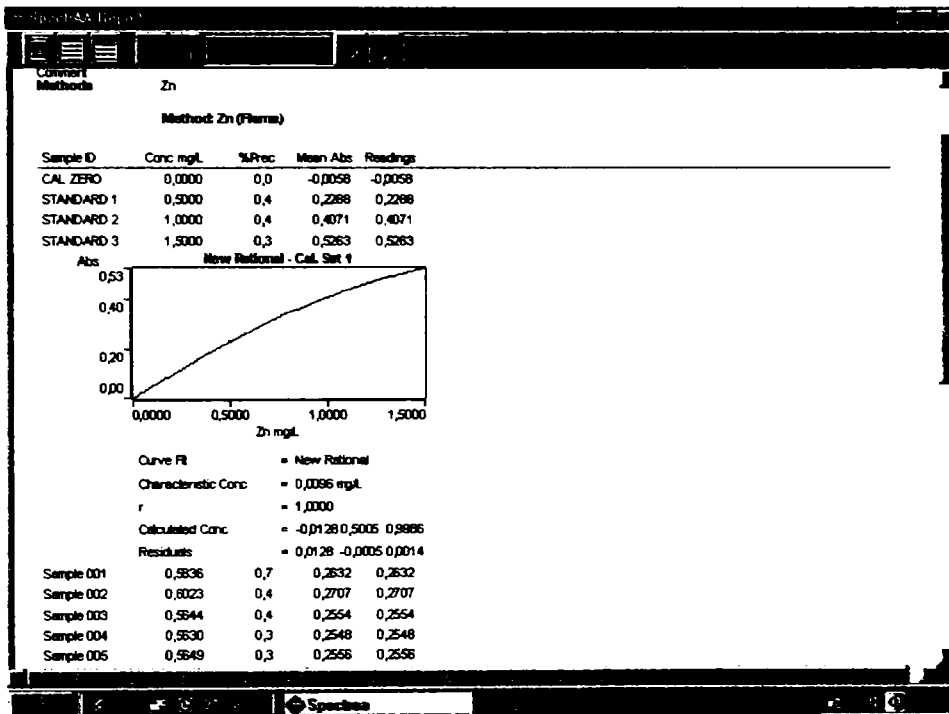 SpectrAA Report
Comment
Methods Zn
Method: Zn (Flame)
Sample ID Conc mg/L %Prec Mean Abs Readings
CAL ZERO 0,0000 0,0 -0,0058 -0,0058
STANDARD 1 0,5000 0,4 0,2288 0,2288
STANDARD 2 1,0000 0,4 0,4071 0,4071
STANDARD 3 1,5000 0,3 0,5263 0,5263
Abs New Rational - Cal. Set 1
0,53
0,40
0,20
0,00
0,0000 0,5000 1,0000 1,5000
Zn mg/L
Curve Fit = New Rational
Characteristic Conc = 0,0096 mg/L
r = 1,0000
Calculated Conc = -0,0128 0,5005 0,9986
Residuals = 0,0128 -0,0005 0,0014
Sample 001 0,5836 0,7 0,2632 0,2632
Sample 002 0,6023 0,4 0,2707 0,2707
Sample 003 0,5644 0,4 0,2554 0,2554
Sample 004 0,5630 0,3 0,2548 0,2548
Sample 005 0,5649 0,3 0,2556 0,2556
Spectraa